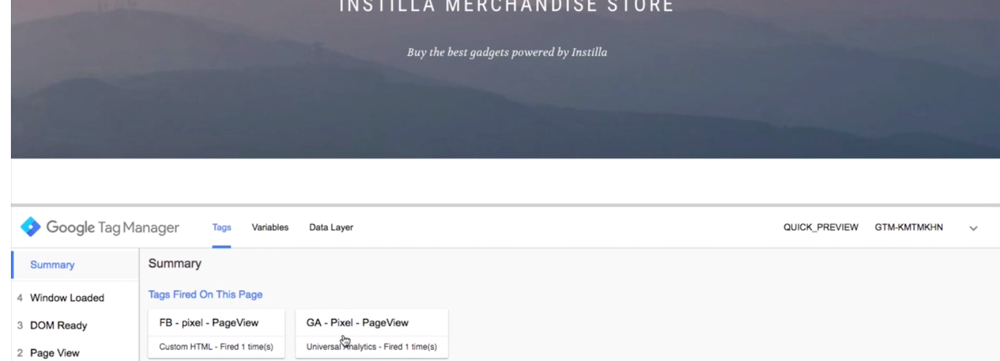 INSTILLA MERCHANDISE STORE
Buy the best gadgets powered by Instilla
Google Tag Manager Tags Variables Data Layer QUICK_PREVIEW GTM-KMTMKHN
Summary
4 Window Loaded
3 DOM Ready
2 Page View
Summary
Tags Fired On This Page
FB - pixel - PageView
Custom HTML - Fired 1 time(s)
GA - Pixel - PageView
Universal Analytics - Fired 1 time(s)